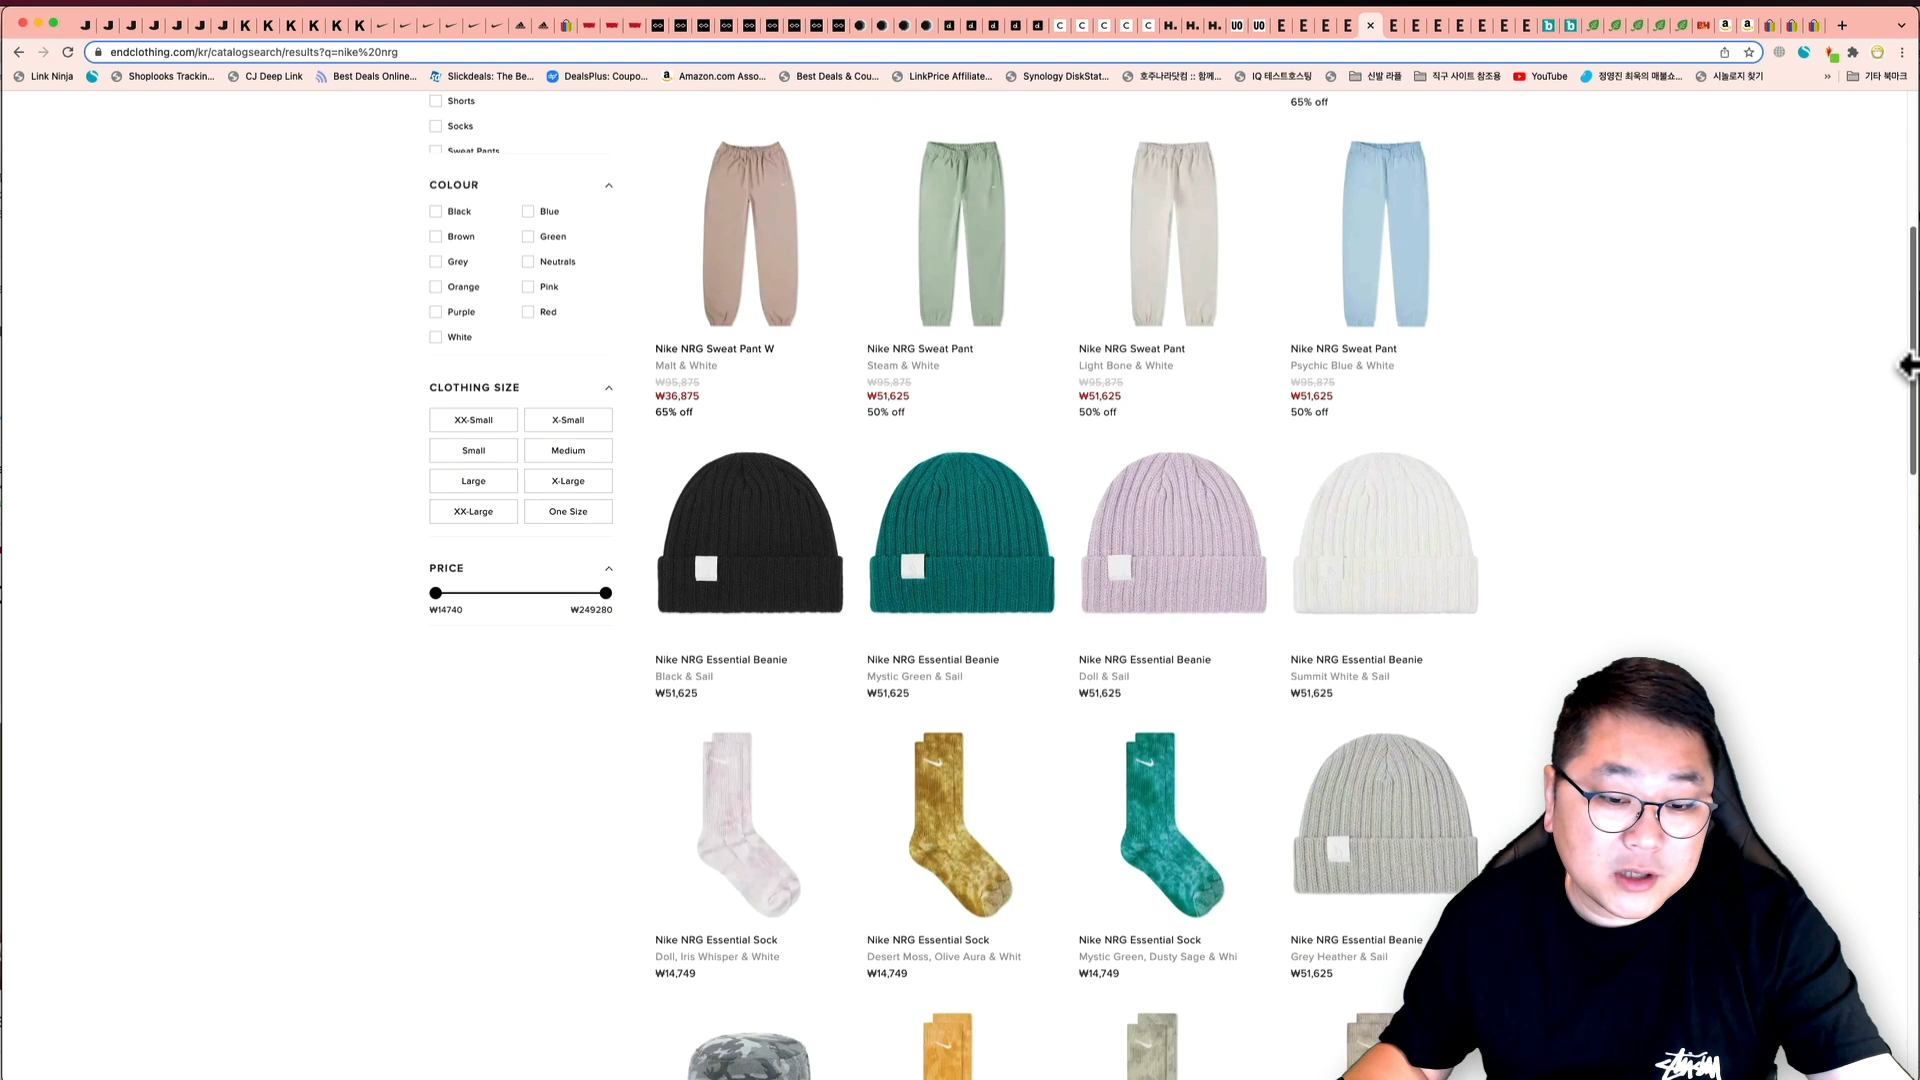 endclothing.com/kr/catalogsearch/results?q=nike%20nrg
Link Ninja
Shoplooks Trackin...
CJ Deep Link
Best Deals Online...
Slickdeals: The Be...
DealsPlus: Coupo...
Amazon.com Asso...
Best Deals & Cou...
LinkPrice Affiliate...
Synology DiskStat...
호주나라닷컴 :: 함께...
IQ 테스트호스팅
신발 라플
직구 사이트 참조용
YouTube
정영진 최욱의 매불쇼...
시놀로지 찾기
기타 북마크
Shorts
Socks
Sweat Pants
COLOUR
Black
Blue
Brown
Green
Grey
Neutrals
Orange
Pink
Purple
Red
White
CLOTHING SIZE
XX-Small
X-Small
Small
Medium
Large
X-Large
XX-Large
One Size
PRICE
₩14740
₩249280
65% off
Nike NRG Sweat Pant W
Malt & White
₩95,875
₩36,875
65% off
Nike NRG Sweat Pant
Steam & White
₩95,875
₩51,625
50% off
Nike NRG Sweat Pant
Light Bone & White
₩95,875
₩51,625
50% off
Nike NRG Sweat Pant
Psychic Blue & White
₩95,875
₩51,625
50% off
Nike NRG Essential Beanie
Black & Sail
₩51,625
Nike NRG Essential Beanie
Mystic Green & Sail
₩51,625
Nike NRG Essential Beanie
Doll & Sail
₩51,625
Nike NRG Essential Beanie
Summit White & Sail
₩51,625
Nike NRG Essential Sock
Doll, Iris Whisper & White
₩14,749
Nike NRG Essential Sock
Desert Moss, Olive Aura & Whit
₩14,749
Nike NRG Essential Sock
Mystic Green, Dusty Sage & Whi
₩14,749
Nike NRG Essential Beanie
Grey Heather & Sail
₩51,625